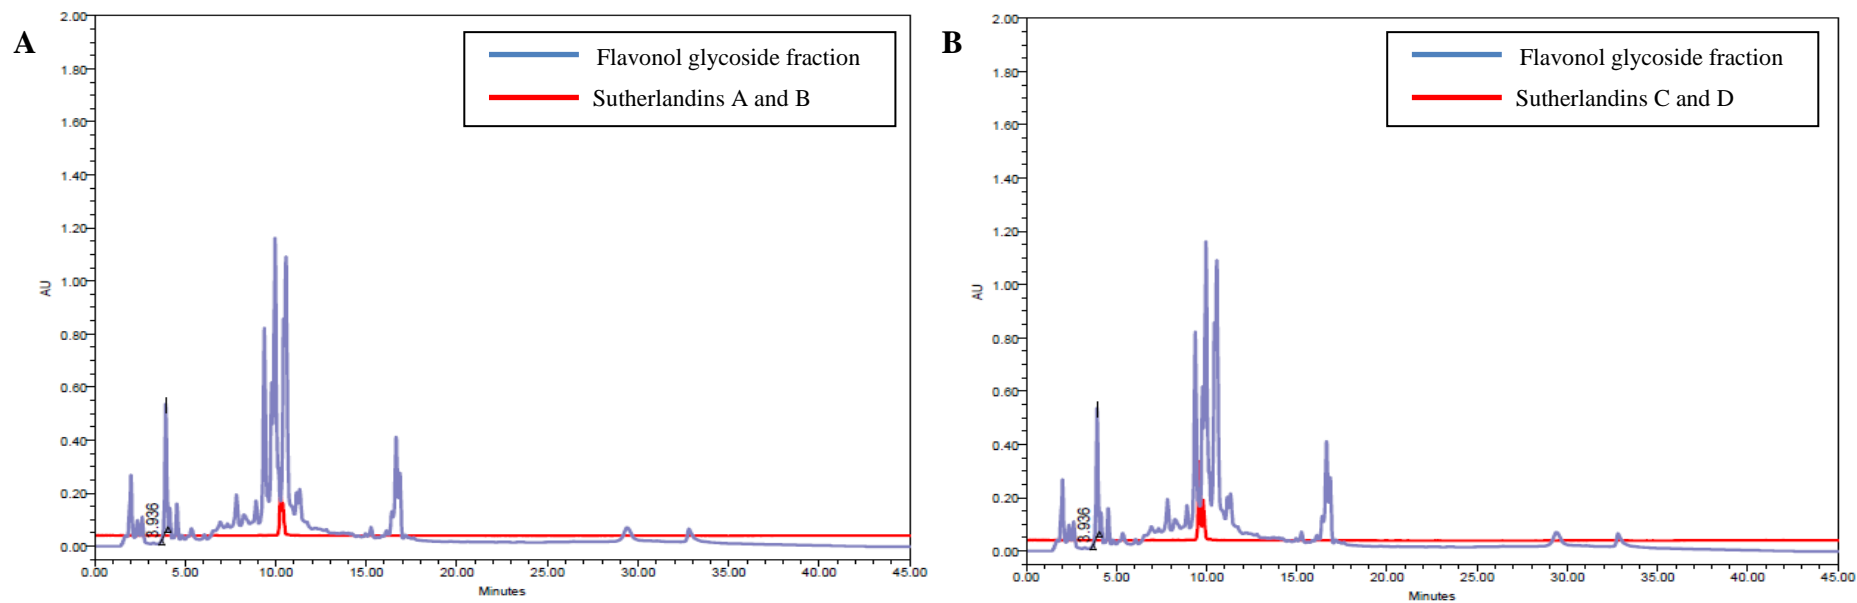 A
Flavonol glycoside fraction
Sutherlandins A and B
2.00
1.80
1.60
1.40
1.20
1.00
0.80
0.60
0.40
0.20
0.00
AU
3.936
0.00 5.00 10.00 15.00 20.00 25.00 30.00 35.00 40.00 45.00
Minutes
B
Flavonol glycoside fraction
Sutherlandins C and D
2.00
1.80
1.60
1.40
1.20
1.00
0.80
0.60
0.40
0.20
0.00
AU
3.936
0.00 5.00 10.00 15.00 20.00 25.00 30.00 35.00 40.00 45.00
Minutes